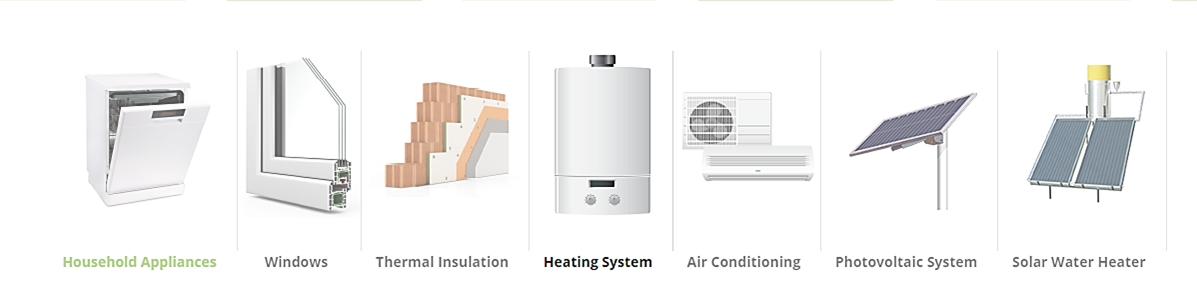 Household Appliances
Windows
Thermal Insulation
Heating System
Air Conditioning
Photovoltaic System
Solar Water Heater